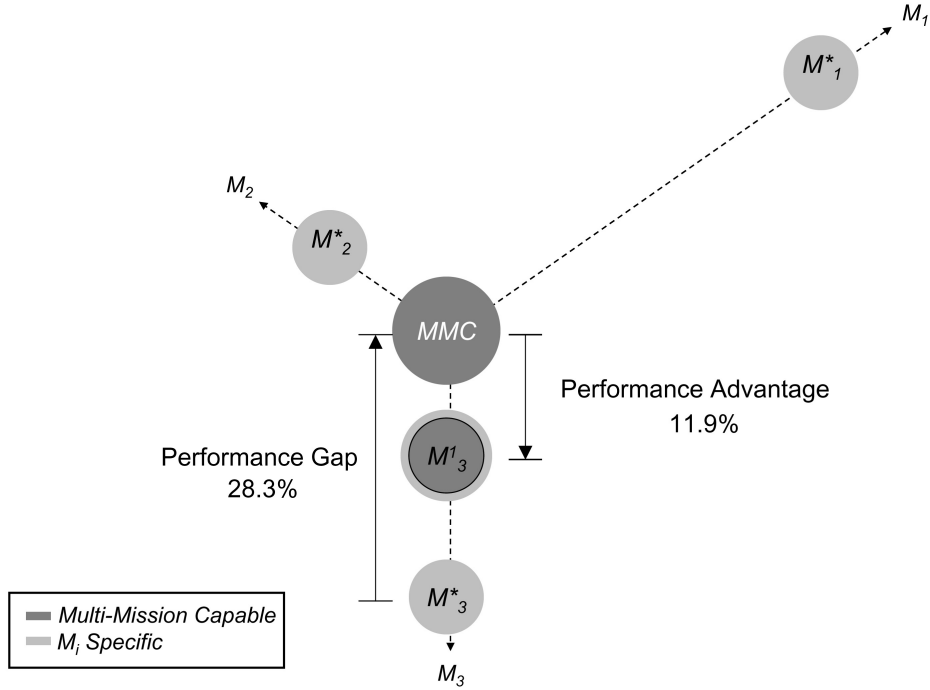 M₁
M*₁
M₂
M*₂
MMC
Performance Advantage
11.9%
Performance Gap
28.3%
M¹₃
M*₃
Multi-Mission Capable
Mᵢ Specific
M₃